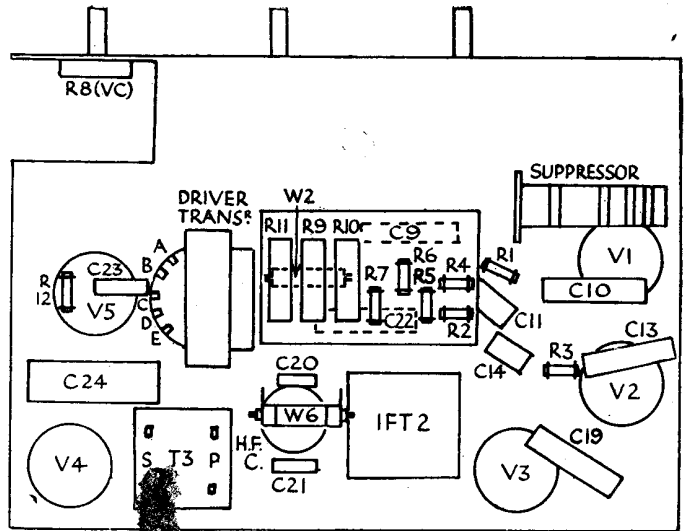 R8(VC)
SUPPRESSOR
DRIVER
TRANSR
W2
R11
R9
R10
C9
A
B
C
D
E
R
12
C23
V5
R7
R6
R5
R4
R1
R2
C22
C11
V1
C10
C14
R3
C13
V2
C24
C20
W6
H.F.
C.
C21
IFT2
V4
S
T3
P
V3
C19